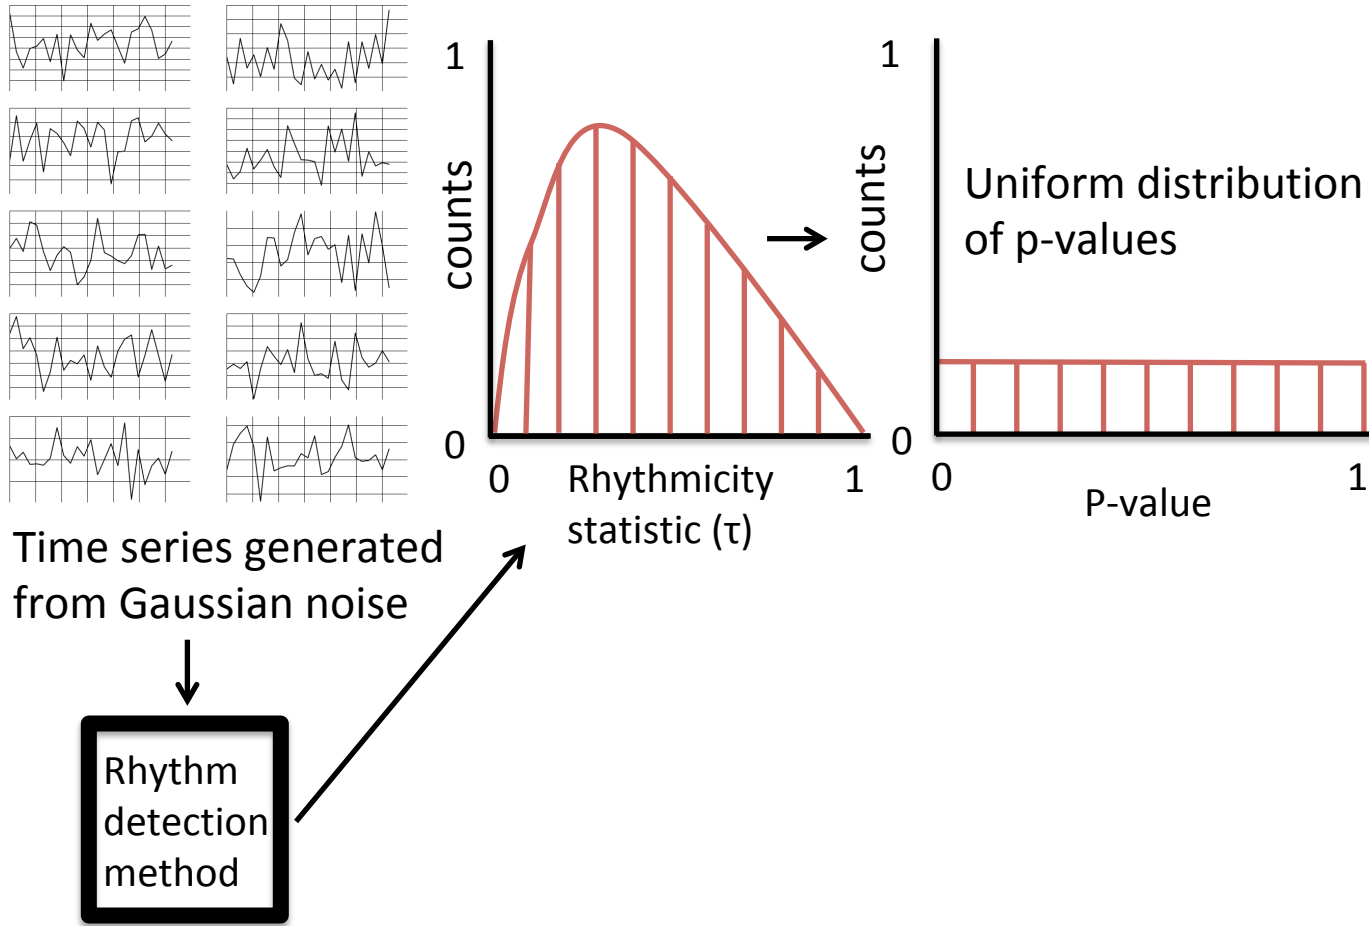 Time series generated
from Gaussian noise
Rhythm
detection
method
1
counts
0
0
Rhythmicity
statistic (τ)
1
1
counts
Uniform distribution
of p-values
0
0
P-value
1